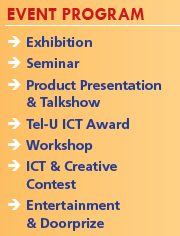 EVENT PROGRAM
→ Exhibition
→ Seminar
→ Product Presentation
& Talkshow
→ Tel-U ICT Award
→ Workshop
→ ICT & Creative
Contest
→ Entertainment
& Doorprize